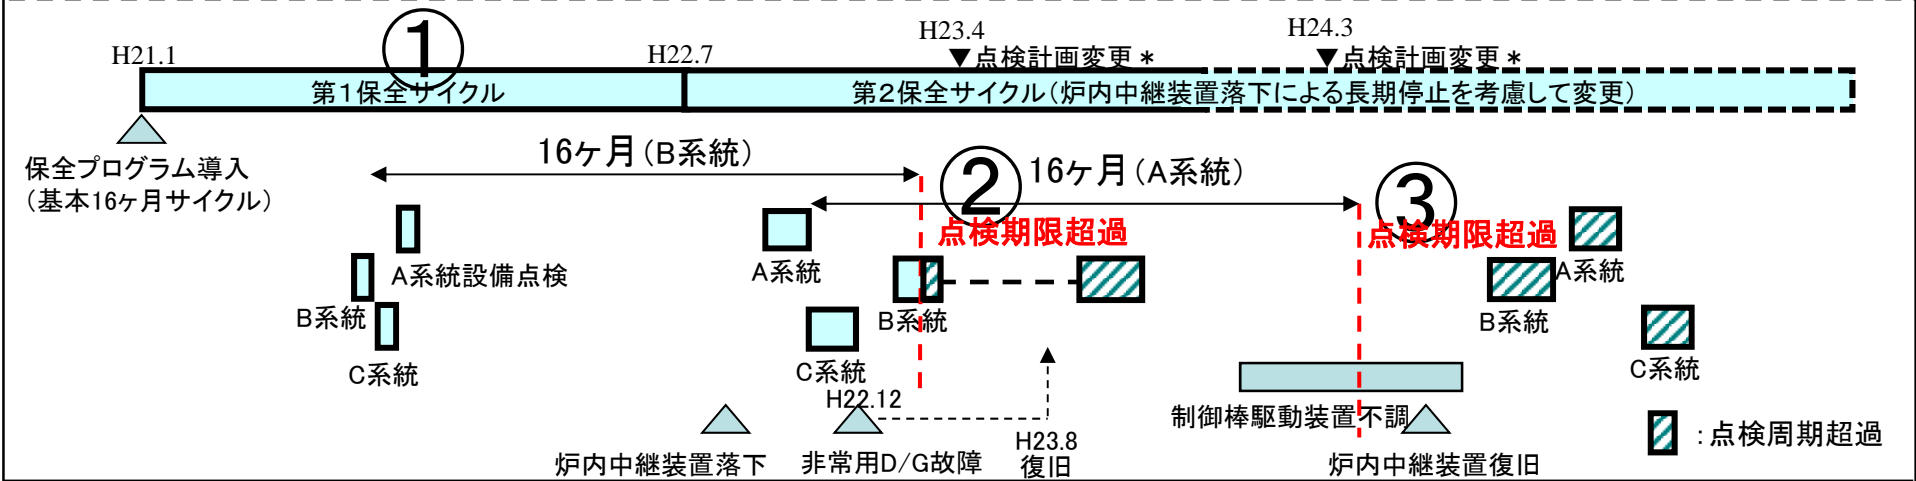 ①
H23.4
H24.3
H21.1
H22.7
▼点検計画変更＊
▼点検計画変更＊
第1保全サイクル
第2保全サイクル(炉内中継装置落下による長期停止を考慮して変更)
保全プログラム導入
(基本16ヶ月サイクル)
16ヶ月(B系統)
②
16ヶ月(A系統)
③
点検期限超過
点検期限超過
A系統設備点検
A系統
A系統
B系統
B系統
B系統
C系統
C系統
C系統
H22.12
制御棒駆動装置不調
H23.8
復旧
炉内中継装置落下
非常用D/G故障
炉内中継装置復旧
:点検周期超過